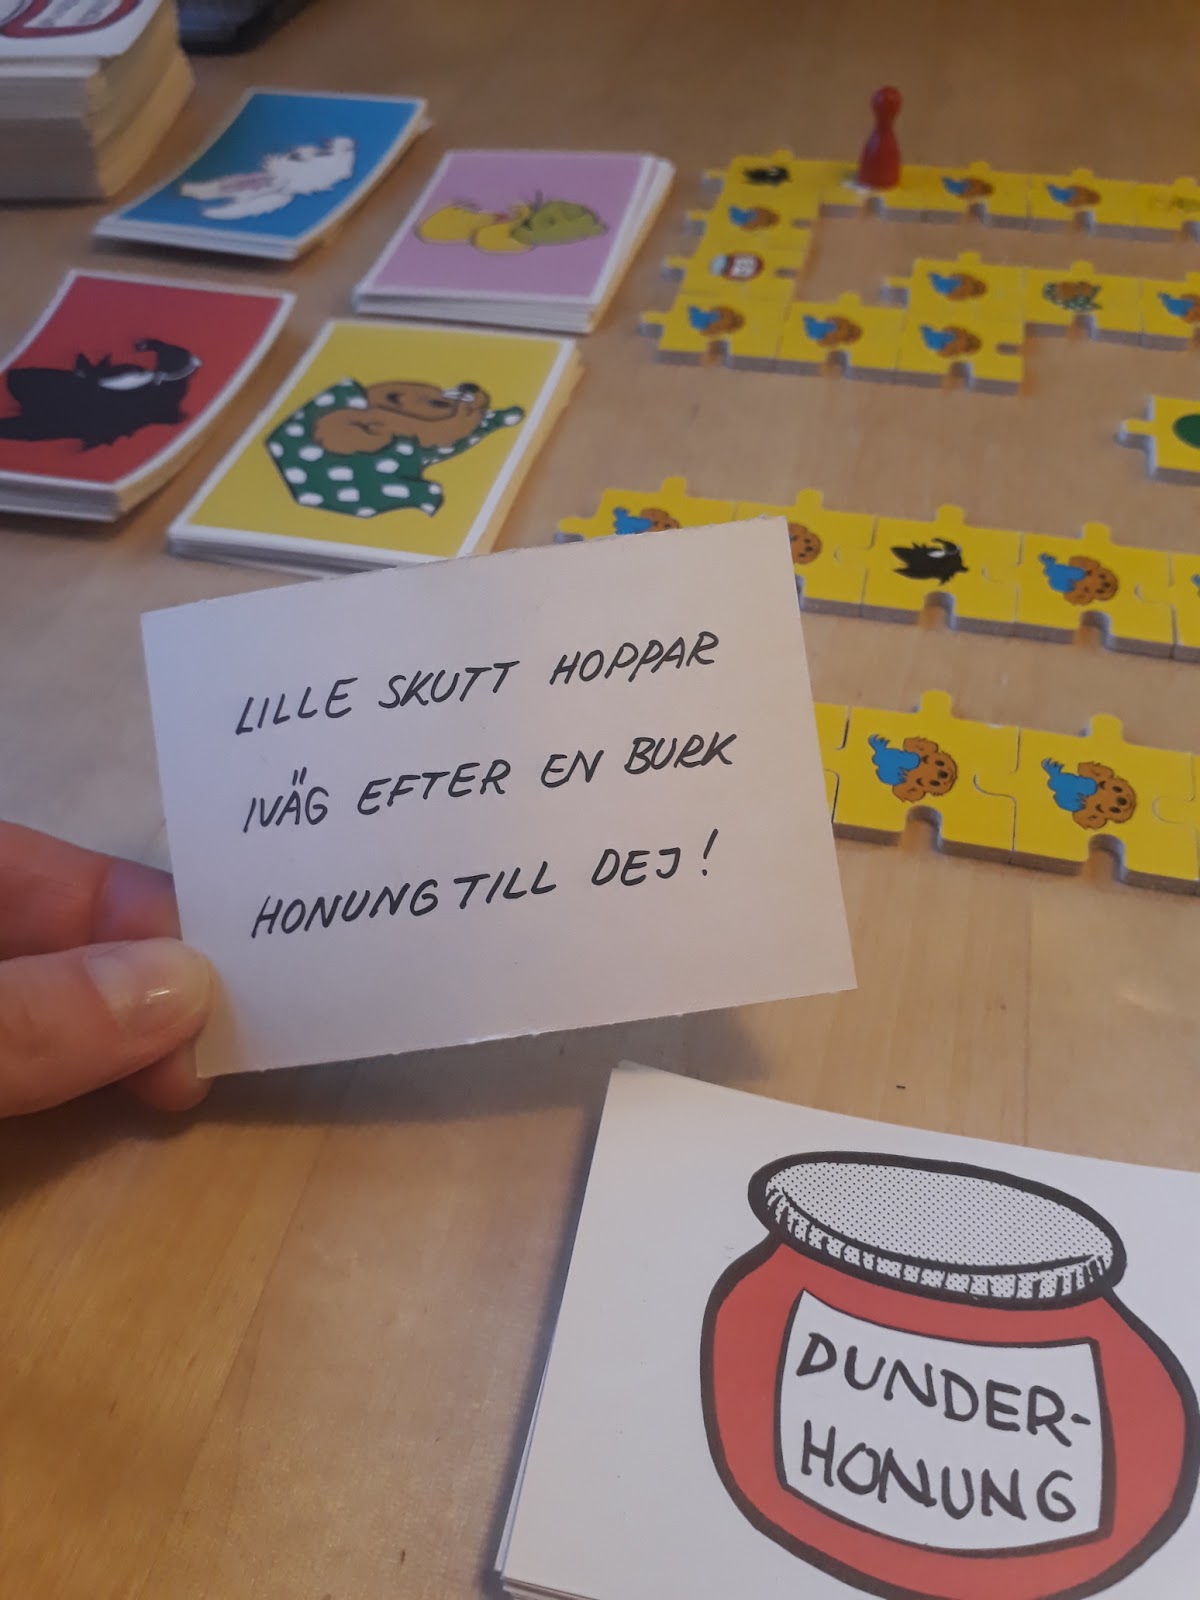 LILLE SKUTT HOPPAR
IVÄG EFTER EN BURK
HONUNG TILL DEJ!
DUNDER-
HONUNG